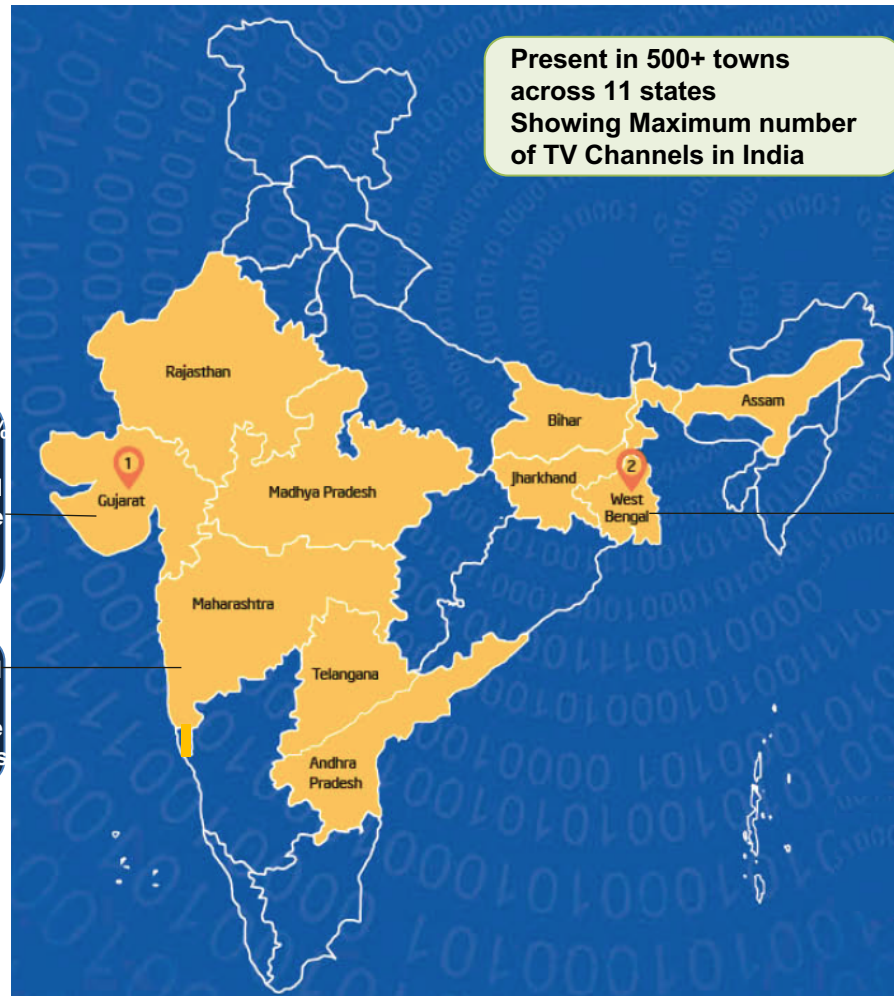 Present in 500+ towns
across 11 states
Showing Maximum number
of TV Channels in India
Rajasthan
Assam
Bihar
%
1
2
Jharkhand
Madhya Pradesh
Gujarat
West
Bengal
e
Maharashtra
Telangana
e
s
Andhra
Pradesh